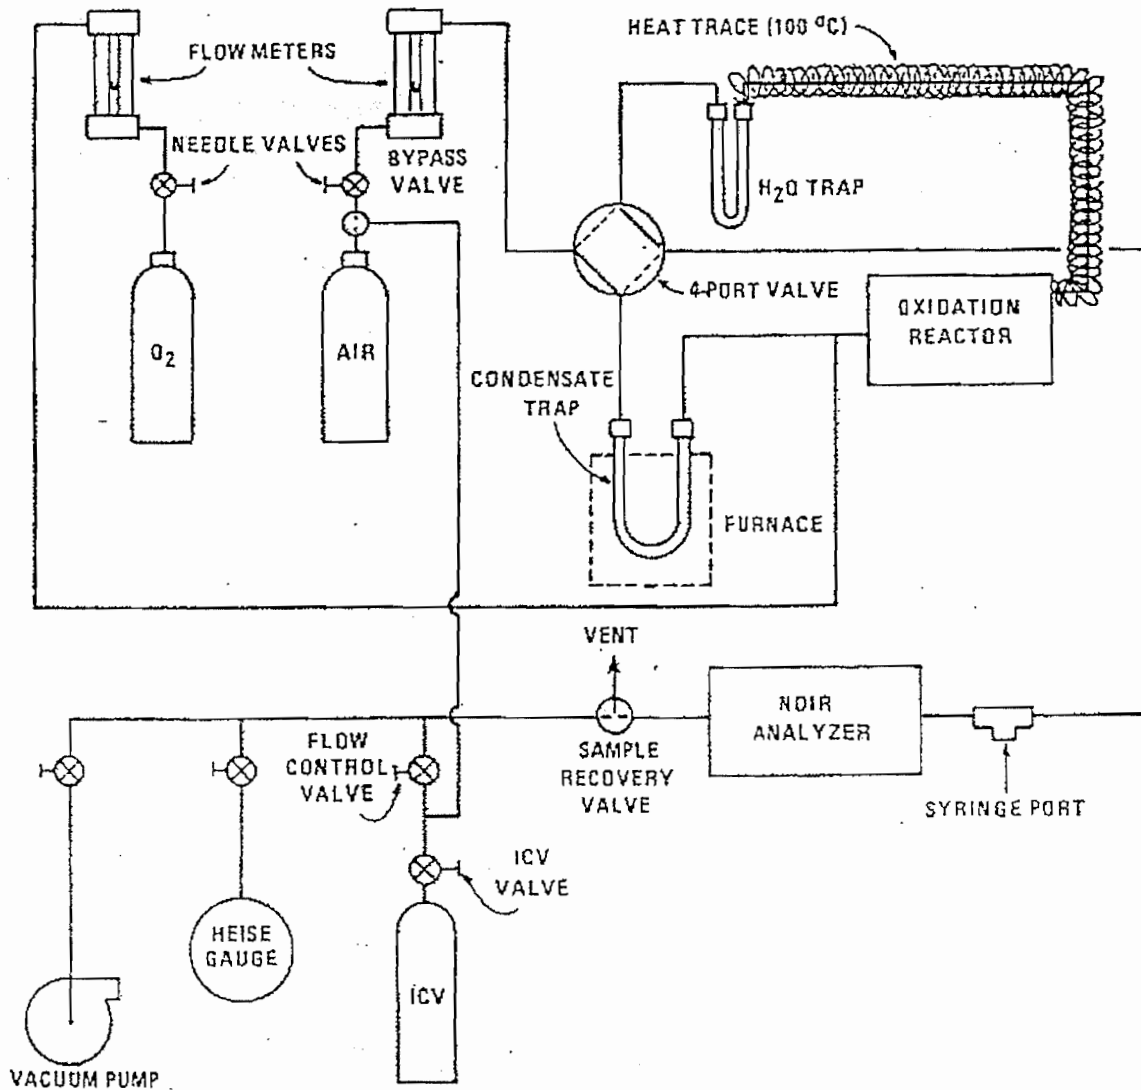 HEAT TRACE (100 °C)
FLOW METERS
NEEDLE VALVES
BYPASS
VALVE
H₂O TRAP
4-PORT VALVE
O₂
AIR
OXIDATION
REACTOR
CONDENSATE
TRAP
FURNACE
VENT
NDIR
ANALYZER
FLOW
CONTROL
VALVE
SAMPLE
RECOVERY
VALVE
SYRINGE PORT
ICV
VALVE
HEISE
GAUGE
ICV
VACUUM PUMP